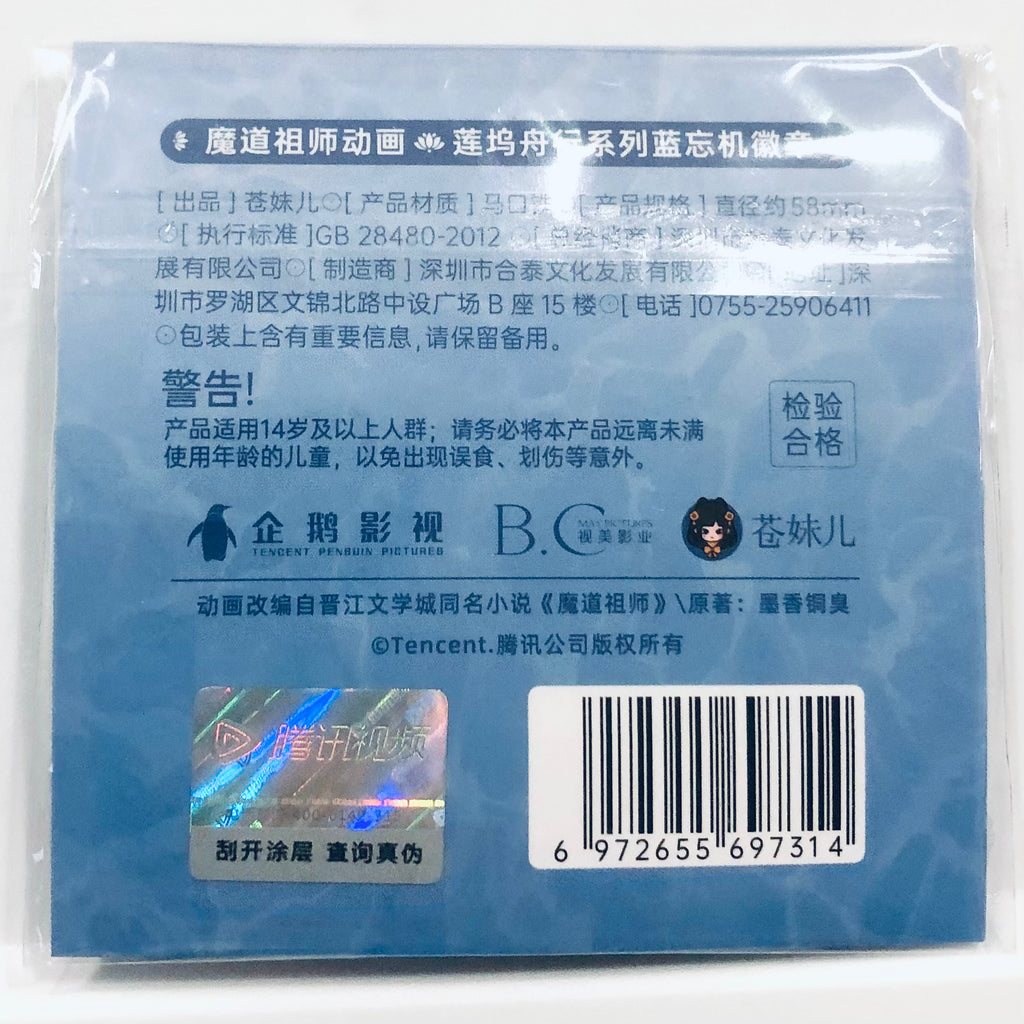 魔道祖师动画 莲坞舟行系列蓝忘机徽章
[ 出品 ] 苍妹儿 [ 产品材质 ] 马口铁 [ 产品规格 ] 直径约58mm
[ 执行标准 ]GB 28480-2012 [ 总经销商 ] 深圳市合泰文化发
展有限公司 [ 制造商 ] 深圳市合泰文化发展有限公 址 ]深
圳市罗湖区文锦北路中设广场 B 座 15 楼 [ 电话 ]0755-25906411
包装上含有重要信息,请保留备用。
警告!
产品适用14岁及以上人群；请务必将本产品远离未满
使用年龄的儿童，以免出现误食、划伤等意外。
检验
合格
企鹅影视
TENCENT PENGUIN PICTURES
B.C
MAY PICTURES
视美影业
苍妹儿
动画改编自晋江文学城同名小说《魔道祖师》\原著：墨香铜臭
©Tencent.腾讯公司版权所有
腾讯视频
刮开涂层 查询真伪
6 972655 697314